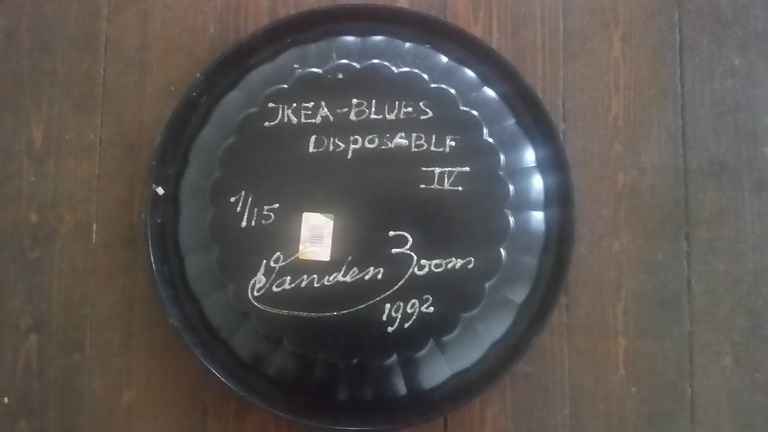 IKEA-BLUES
DISPOSABLE
IV
1/15
Vanden Boom
1992